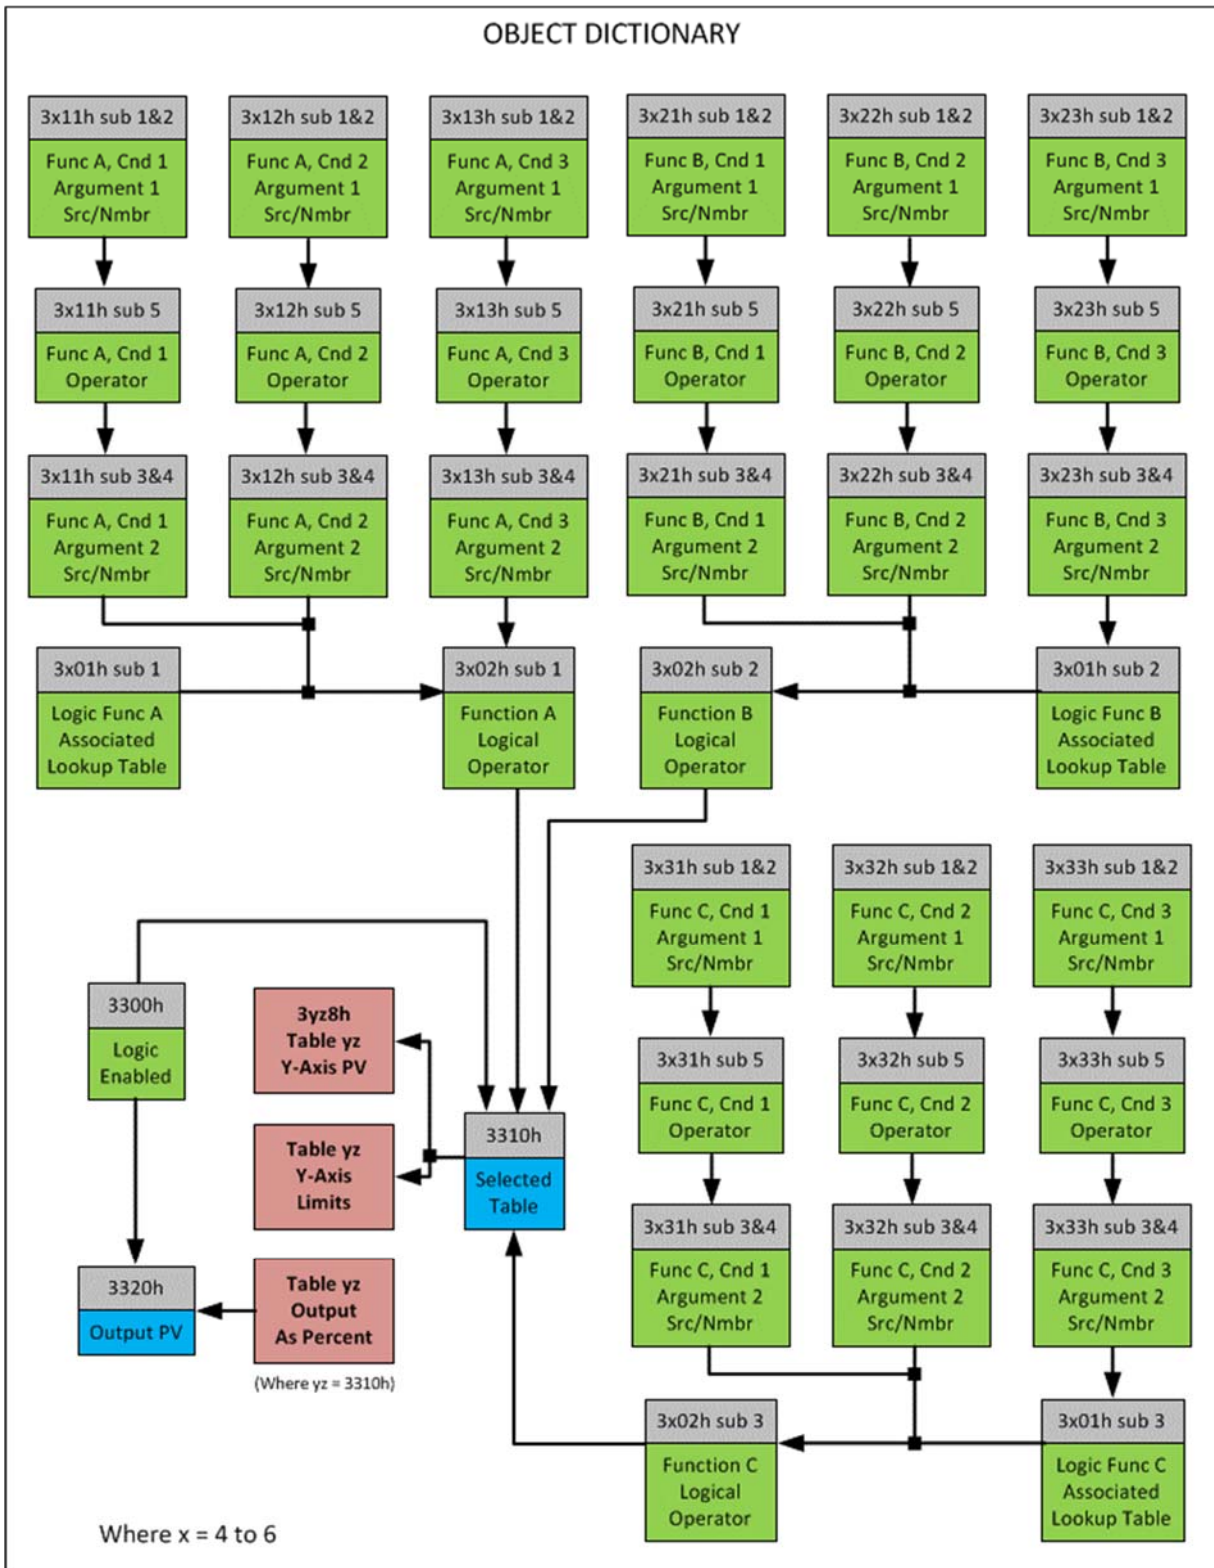 OBJECT DICTIONARY
3x11h sub 1&2
Func A, Cnd 1
Argument 1
Src/Nmbr
3x12h sub 1&2
Func A, Cnd 2
Argument 1
Src/Nmbr
3x13h sub 1&2
Func A, Cnd 3
Argument 1
Src/Nmbr
3x21h sub 1&2
Func B, Cnd 1
Argument 1
Src/Nmbr
3x22h sub 1&2
Func B, Cnd 2
Argument 1
Src/Nmbr
3x23h sub 1&2
Func B, Cnd 3
Argument 1
Src/Nmbr
3x11h sub 5
Func A, Cnd 1
Operator
3x12h sub 5
Func A, Cnd 2
Operator
3x13h sub 5
Func A, Cnd 3
Operator
3x21h sub 5
Func B, Cnd 1
Operator
3x22h sub 5
Func B, Cnd 2
Operator
3x23h sub 5
Func B, Cnd 3
Operator
3x11h sub 3&4
Func A, Cnd 1
Argument 2
Src/Nmbr
3x12h sub 3&4
Func A, Cnd 2
Argument 2
Src/Nmbr
3x13h sub 3&4
Func A, Cnd 3
Argument 2
Src/Nmbr
3x21h sub 3&4
Func B, Cnd 1
Argument 2
Src/Nmbr
3x22h sub 3&4
Func B, Cnd 2
Argument 2
Src/Nmbr
3x23h sub 3&4
Func B, Cnd 3
Argument 2
Src/Nmbr
3x01h sub 1
Logic Func A
Associated
Lookup Table
3x02h sub 1
Function A
Logical
Operator
3x02h sub 2
Function B
Logical
Operator
3x01h sub 2
Logic Func B
Associated
Lookup Table
3x31h sub 1&2
Func C, Cnd 1
Argument 1
Src/Nmbr
3x32h sub 1&2
Func C, Cnd 2
Argument 1
Src/Nmbr
3x33h sub 1&2
Func C, Cnd 3
Argument 1
Src/Nmbr
3300h
Logic
Enabled
3yz8h
Table yz
Y-Axis PV
3x31h sub 5
Func C, Cnd 1
Operator
3x32h sub 5
Func C, Cnd 2
Operator
3x33h sub 5
Func C, Cnd 3
Operator
Table yz
Y-Axis
Limits
3310h
Selected
Table
3x31h sub 3&4
Func C, Cnd 1
Argument 2
Src/Nmbr
3x32h sub 3&4
Func C, Cnd 2
Argument 2
Src/Nmbr
3x33h sub 3&4
Func C, Cnd 3
Argument 2
Src/Nmbr
3320h
Output PV
Table yz
Output
As Percent
(Where yz = 3310h)
3x02h sub 3
Function C
Logical
Operator
3x01h sub 3
Logic Func C
Associated
Lookup Table
Where x = 4 to 6